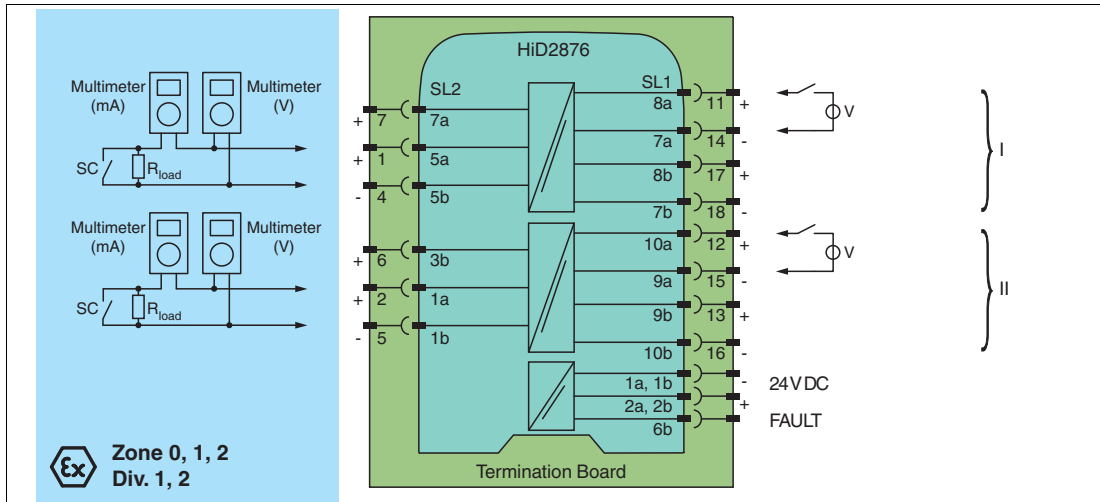 HiD2876
SL2
SL1
Multimeter
(mA)
Multimeter
(V)
SC
Rload
Multimeter
(mA)
Multimeter
(V)
SC
Rload
+ 7 7a
+ 1 5a
- 4 5b
+ 6 3b
+ 2 1a
- 5 1b
8a 11 +
7a 14 -
8b 17 +
7b 18 -
10a 12 +
9a 15 -
9b 13 +
10b 16 -
1a, 1b - 24V DC
2a, 2b +
6b FAULT
V
I
V
II
Ex
Zone 0, 1, 2
Div. 1, 2
Termination Board